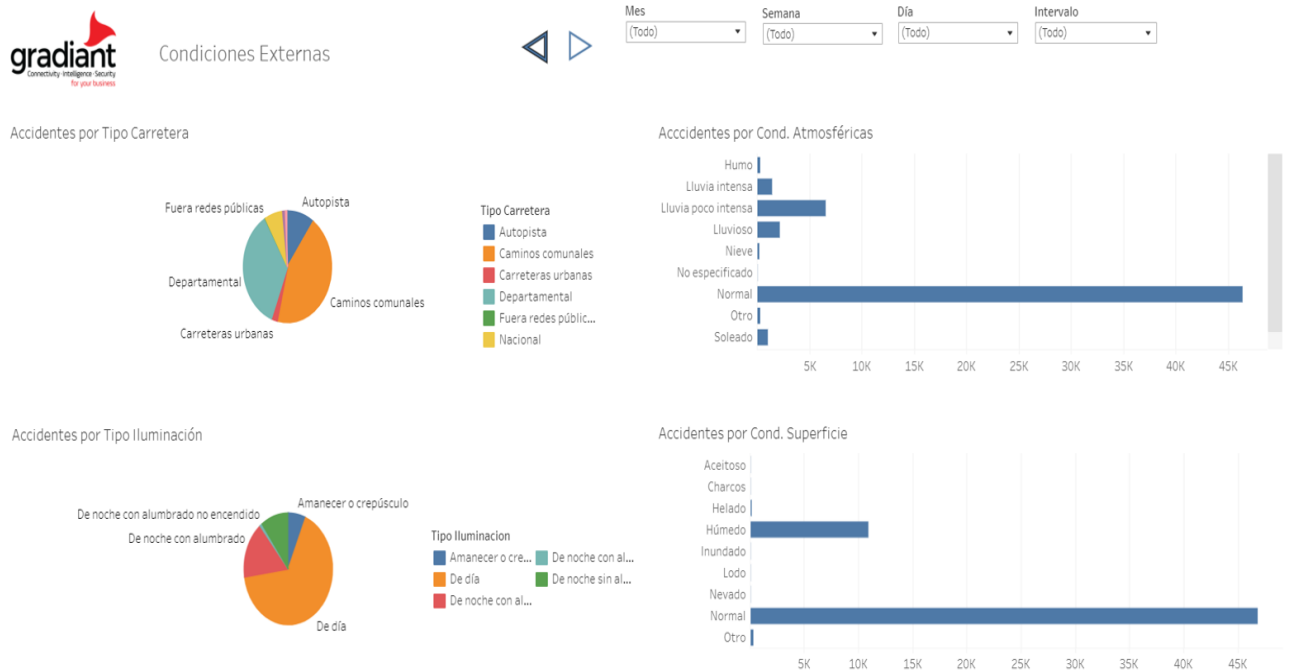 gradiant
Connectivity · Intelligence · Security
for your business
Condiciones Externas
Mes
(Todo)
Semana
(Todo)
Día
(Todo)
Intervalo
(Todo)
Accidentes por Tipo Carretera
Fuera redes públicas
Autopista
Departamental
Caminos comunales
Carreteras urbanas
Tipo Carretera
Autopista
Caminos comunales
Carreteras urbanas
Departamental
Fuera redes públic...
Nacional
Acccidentes por Cond. Atmosféricas
Humo
Lluvia intensa
Lluvia poco intensa
Lluvioso
Nieve
No especificado
Normal
Otro
Soleado
5K 10K 15K 20K 25K 30K 35K 40K 45K
Accidentes por Tipo Iluminación
Amanecer o crepúsculo
De noche con alumbrado no encendido
De noche con alumbrado
De día
Tipo Iluminacion
Amanecer o cre... De noche con al...
De día De noche sin al...
De noche con al...
Accidentes por Cond. Superficie
Aceitoso
Charcos
Helado
Húmedo
Inundado
Lodo
Nevado
Normal
Otro
5K 10K 15K 20K 25K 30K 35K 40K 45K